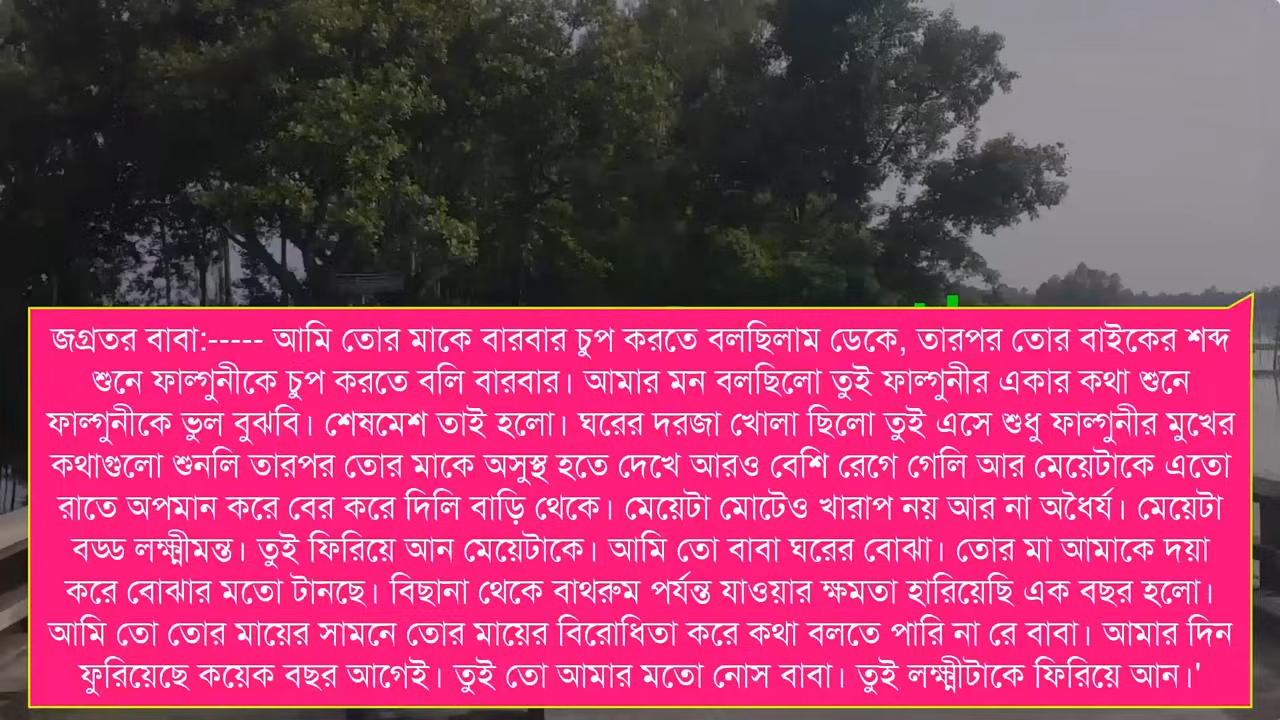 জগ্রতর বাবা:----- আমি তোর মাকে বারবার চুপ করতে বলছিলাম ডেকে, তারপর তোর বাইকের শব্দ
শুনে ফাল্গুনীকে চুপ করতে বলি বারবার। আমার মন বলছিলো তুই ফাল্গুনীর একার কথা শুনে
ফাল্গুনীকে ভুল বুঝবি। শেষমেশ তাই হলো। ঘরের দরজা খোলা ছিলো তুই এসে শুধু ফাল্গুনীর মুখের
কথাগুলো শুনলি তারপর তোর মাকে অসুস্থ হতে দেখে আরও বেশি রেগে গেলি আর মেয়েটাকে এতো
রাতে অপমান করে বের করে দিলি বাড়ি থেকে। মেয়েটা মোটেও খারাপ নয় আর না অধৈর্য। মেয়েটা
বড্ড লক্ষ্মীমন্ত। তুই ফিরিয়ে আন মেয়েটাকে। আমি তো বাবা ঘরের বোঝা। তোর মা আমাকে দয়া
করে বোঝার মতো টানছে। বিছানা থেকে বাথরুম পর্যন্ত যাওয়ার ক্ষমতা হারিয়েছি এক বছর হলো।
আমি তো তোর মায়ের সামনে তোর মায়ের বিরোধিতা করে কথা বলতে পারি না রে বাবা। আমার দিন
ফুরিয়েছে কয়েক বছর আগেই। তুই তো আমার মতো নোস বাবা। তুই লক্ষ্মীটাকে ফিরিয়ে আন।'